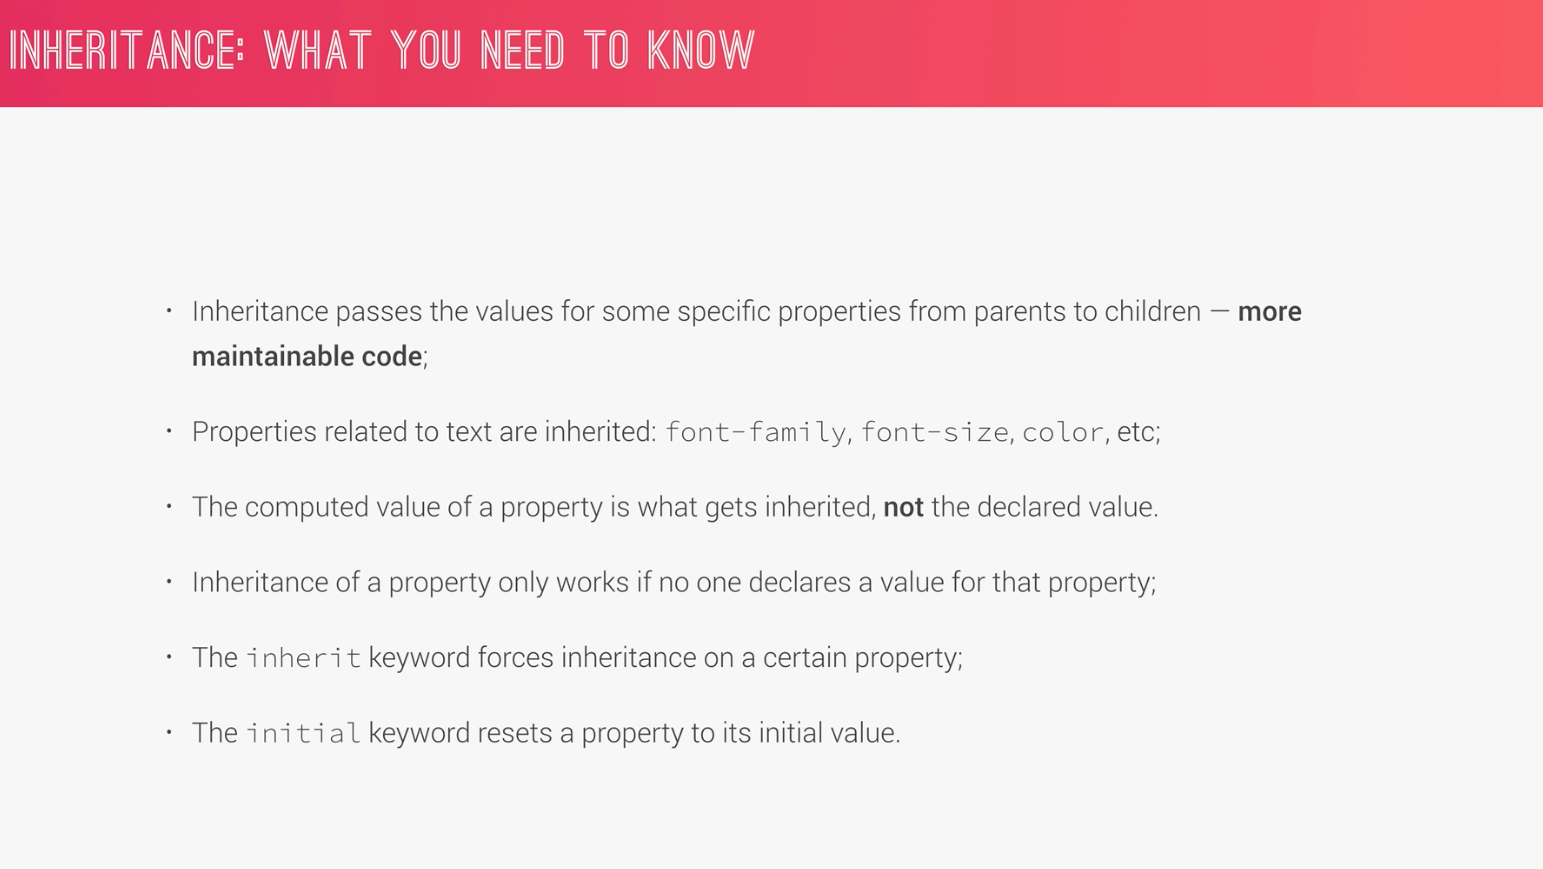 INHERITANCE: WHAT YOU NEED TO KNOW
• Inheritance passes the values for some specific properties from parents to children — more
maintainable code;
• Properties related to text are inherited: font-family, font-size, color, etc;
• The computed value of a property is what gets inherited, not the declared value.
• Inheritance of a property only works if no one declares a value for that property;
• The inherit keyword forces inheritance on a certain property;
• The initial keyword resets a property to its initial value.